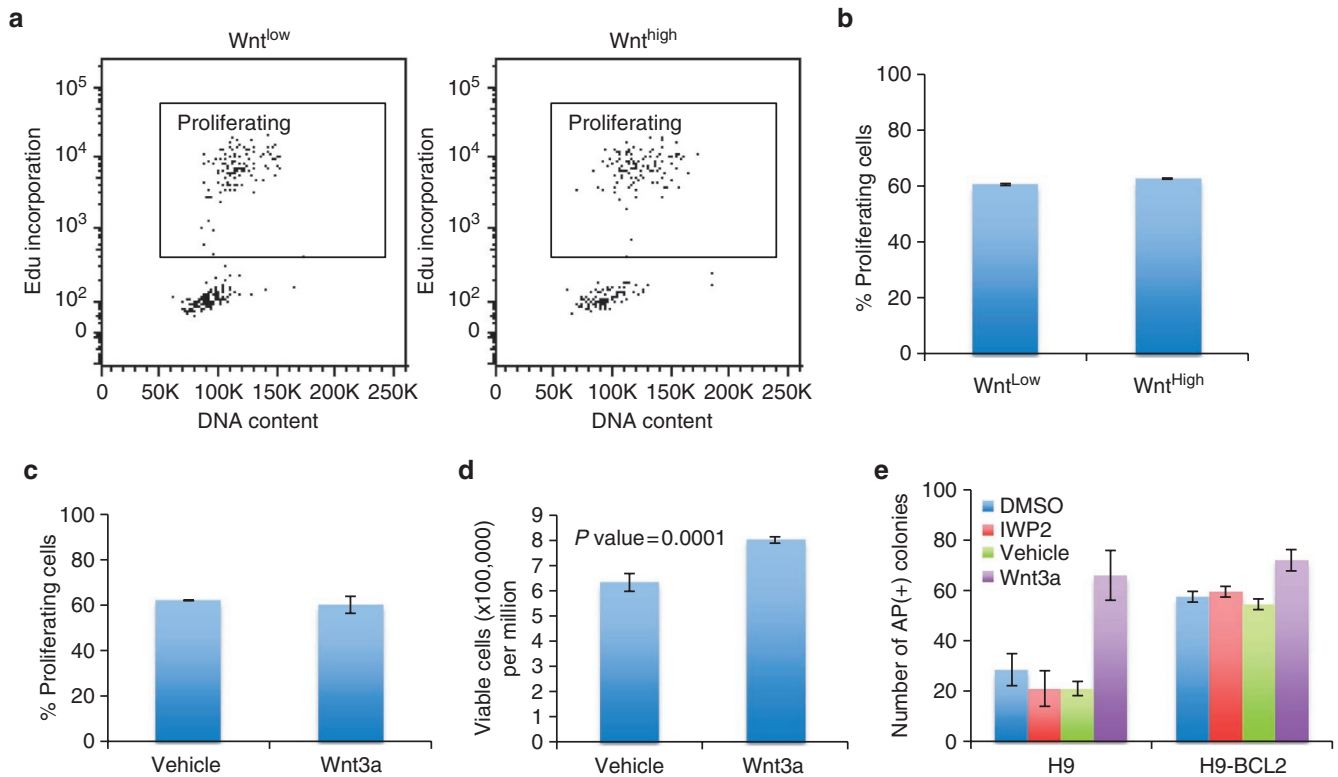 a
Wnt^low
Edu incorporation
10^5
10^4
10^3
10^2
0
Proliferating
0 50K 100K 150K 200K 250K
DNA content
Wnt^high
Edu incorporation
10^5
10^4
10^3
10^2
0
Proliferating
0 50K 100K 150K 200K 250K
DNA content
b
% Proliferating cells
100
80
60
40
20
0
Wnt^Low Wnt^High
c
% Proliferating cells
100
80
60
40
20
0
Vehicle Wnt3a
d
Viable cells (x100,000)
per million
9
8
7
6
5
4
3
2
1
0
P value=0.0001
Vehicle Wnt3a
e
Number of AP(+) colonies
100
80
60
40
20
0
DMSO
IWP2
Vehicle
Wnt3a
H9 H9-BCL2